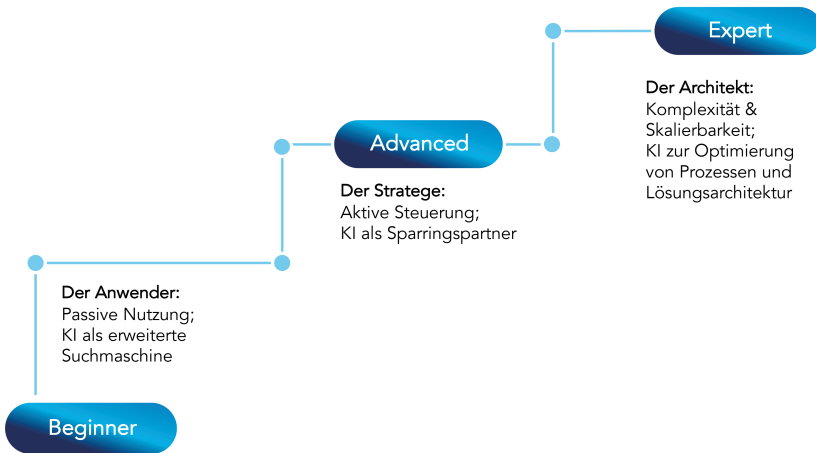 Expert
Der Architekt:
Komplexität &
Skalierbarkeit;
KI zur Optimierung
von Prozessen und
Lösungsarchitektur
Advanced
Der Stratege:
Aktive Steuerung;
KI als Sparringspartner
Der Anwender:
Passive Nutzung;
KI als erweiterte
Suchmaschine
Beginner